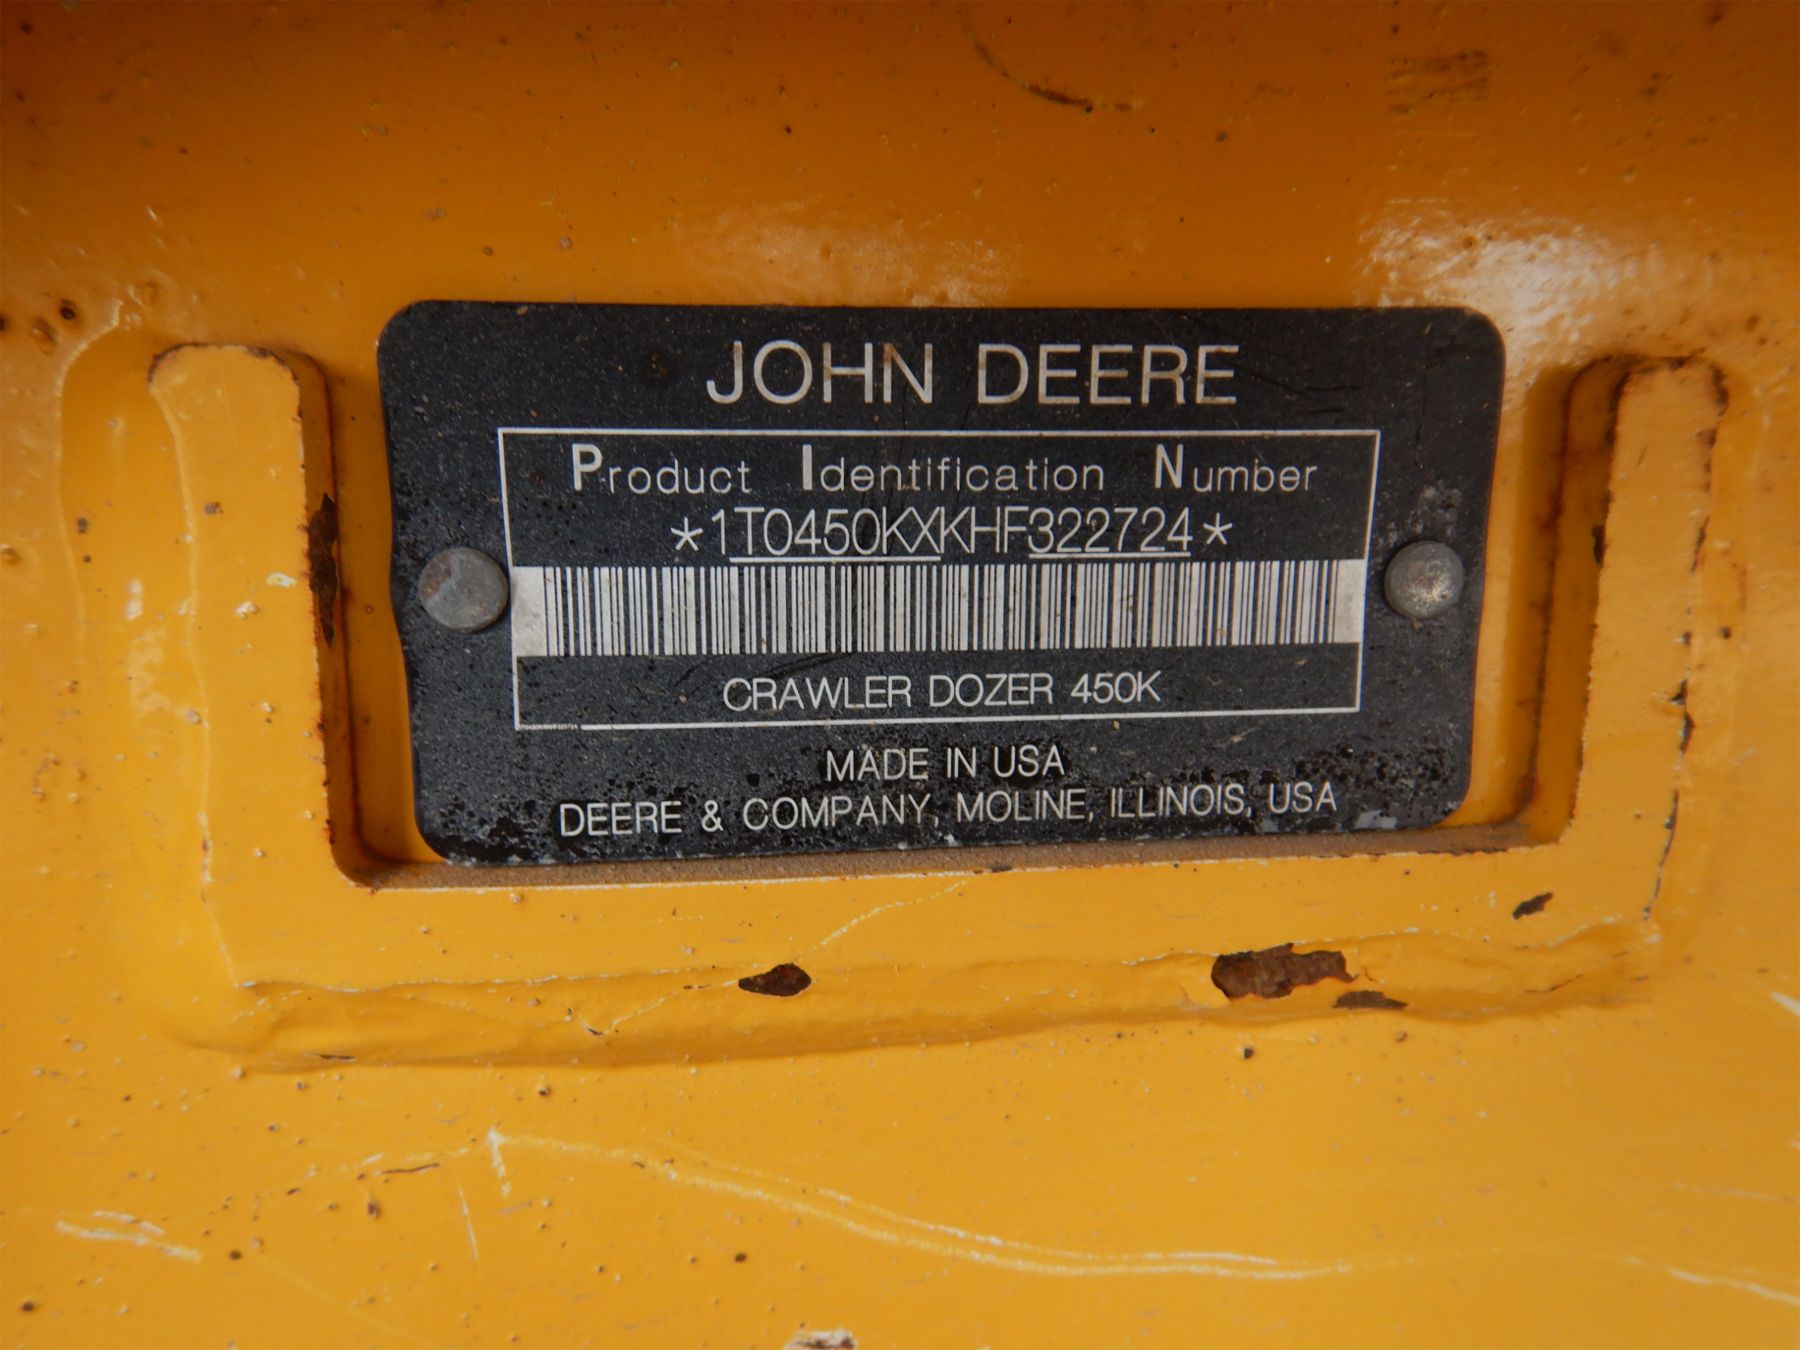 JOHN DEERE
Product Identification Number
*1T0450KXKHF322724*
CRAWLER DOZER 450K
MADE IN USA
DEERE & COMPANY, MOLINE, ILLINOIS, USA